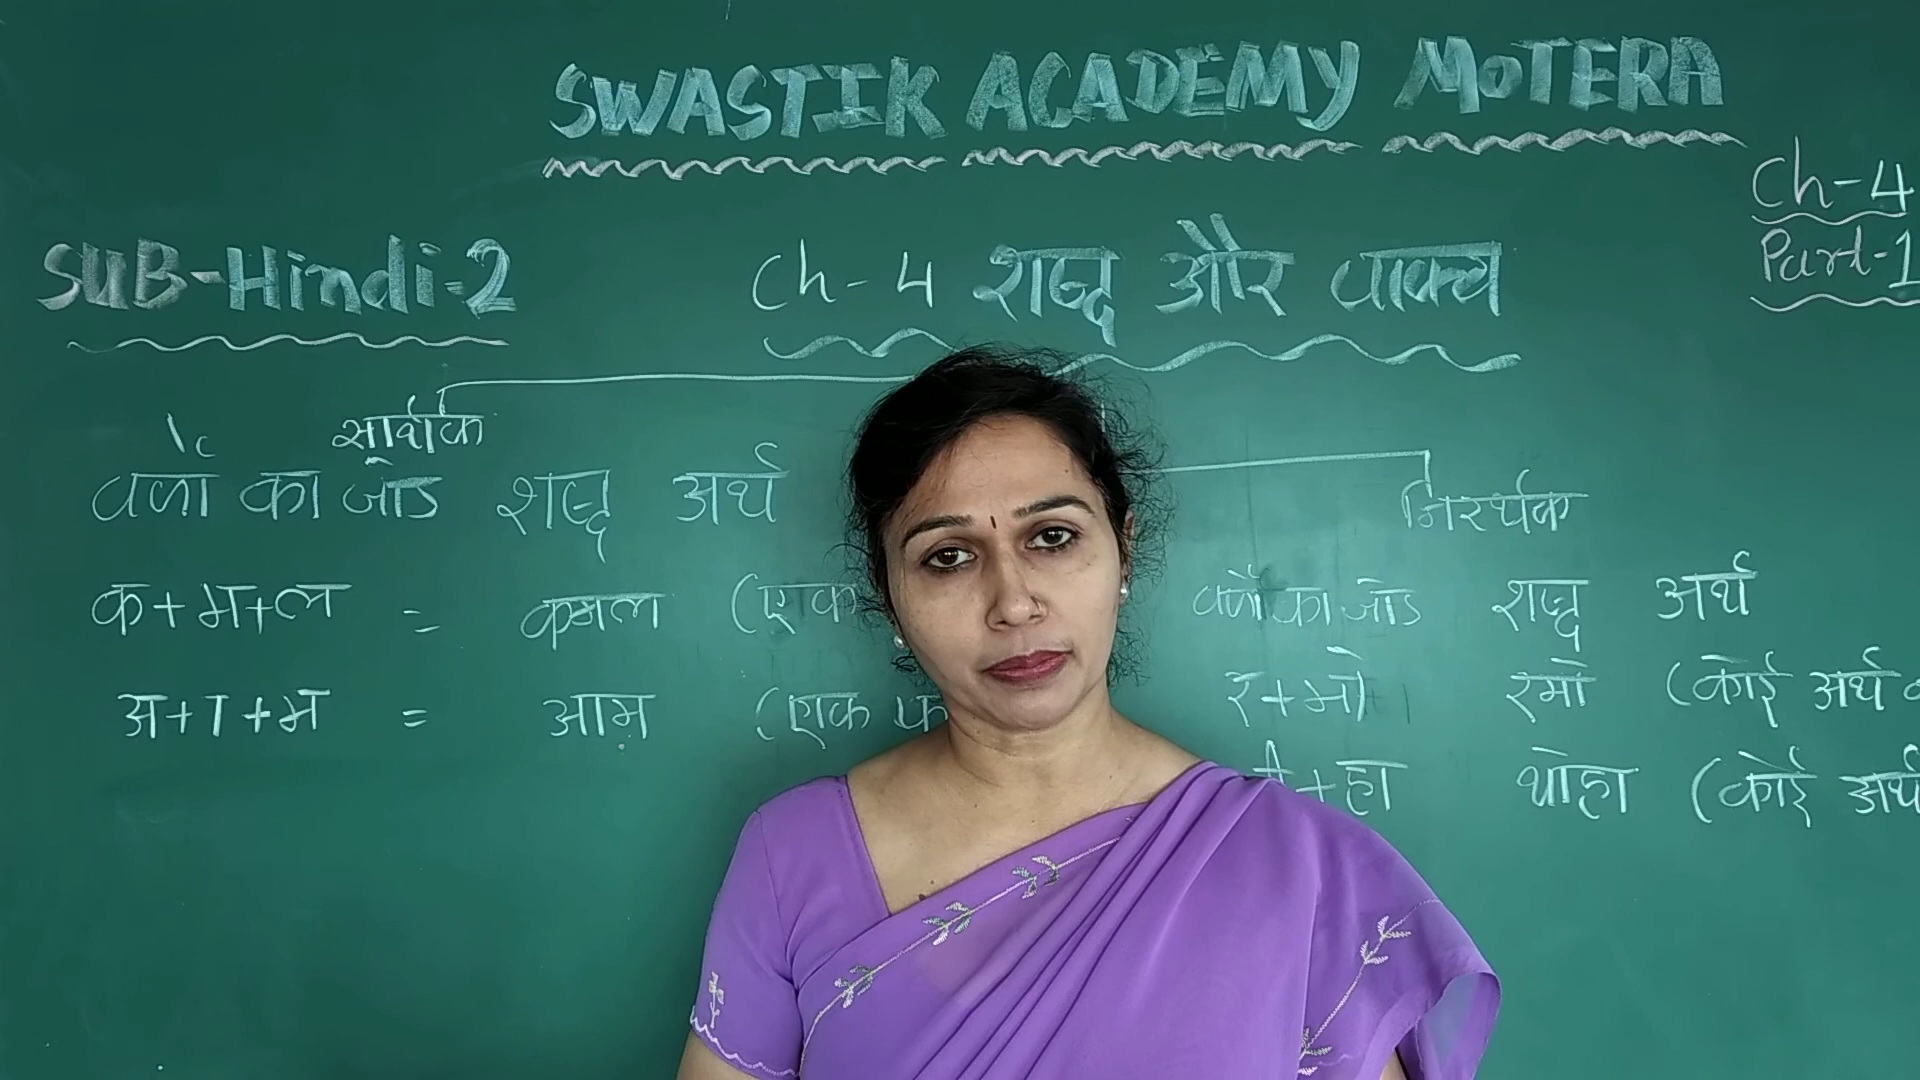 SWASTIK ACADEMY MOTERA
Ch-4
Part-1
SUB-Hindi-2
Ch-4 शब्द और वाक्य
सार्थक
वर्णों का जोड शब्द अर्थ
क+म+ल = कमल (एक
अ+ा+म = आम (एक फ
निरर्थक
वर्णों का जोड शब्द अर्थ
र+मो रमो (कोई अर्थ
+हा थोहा (कोई अर्थ